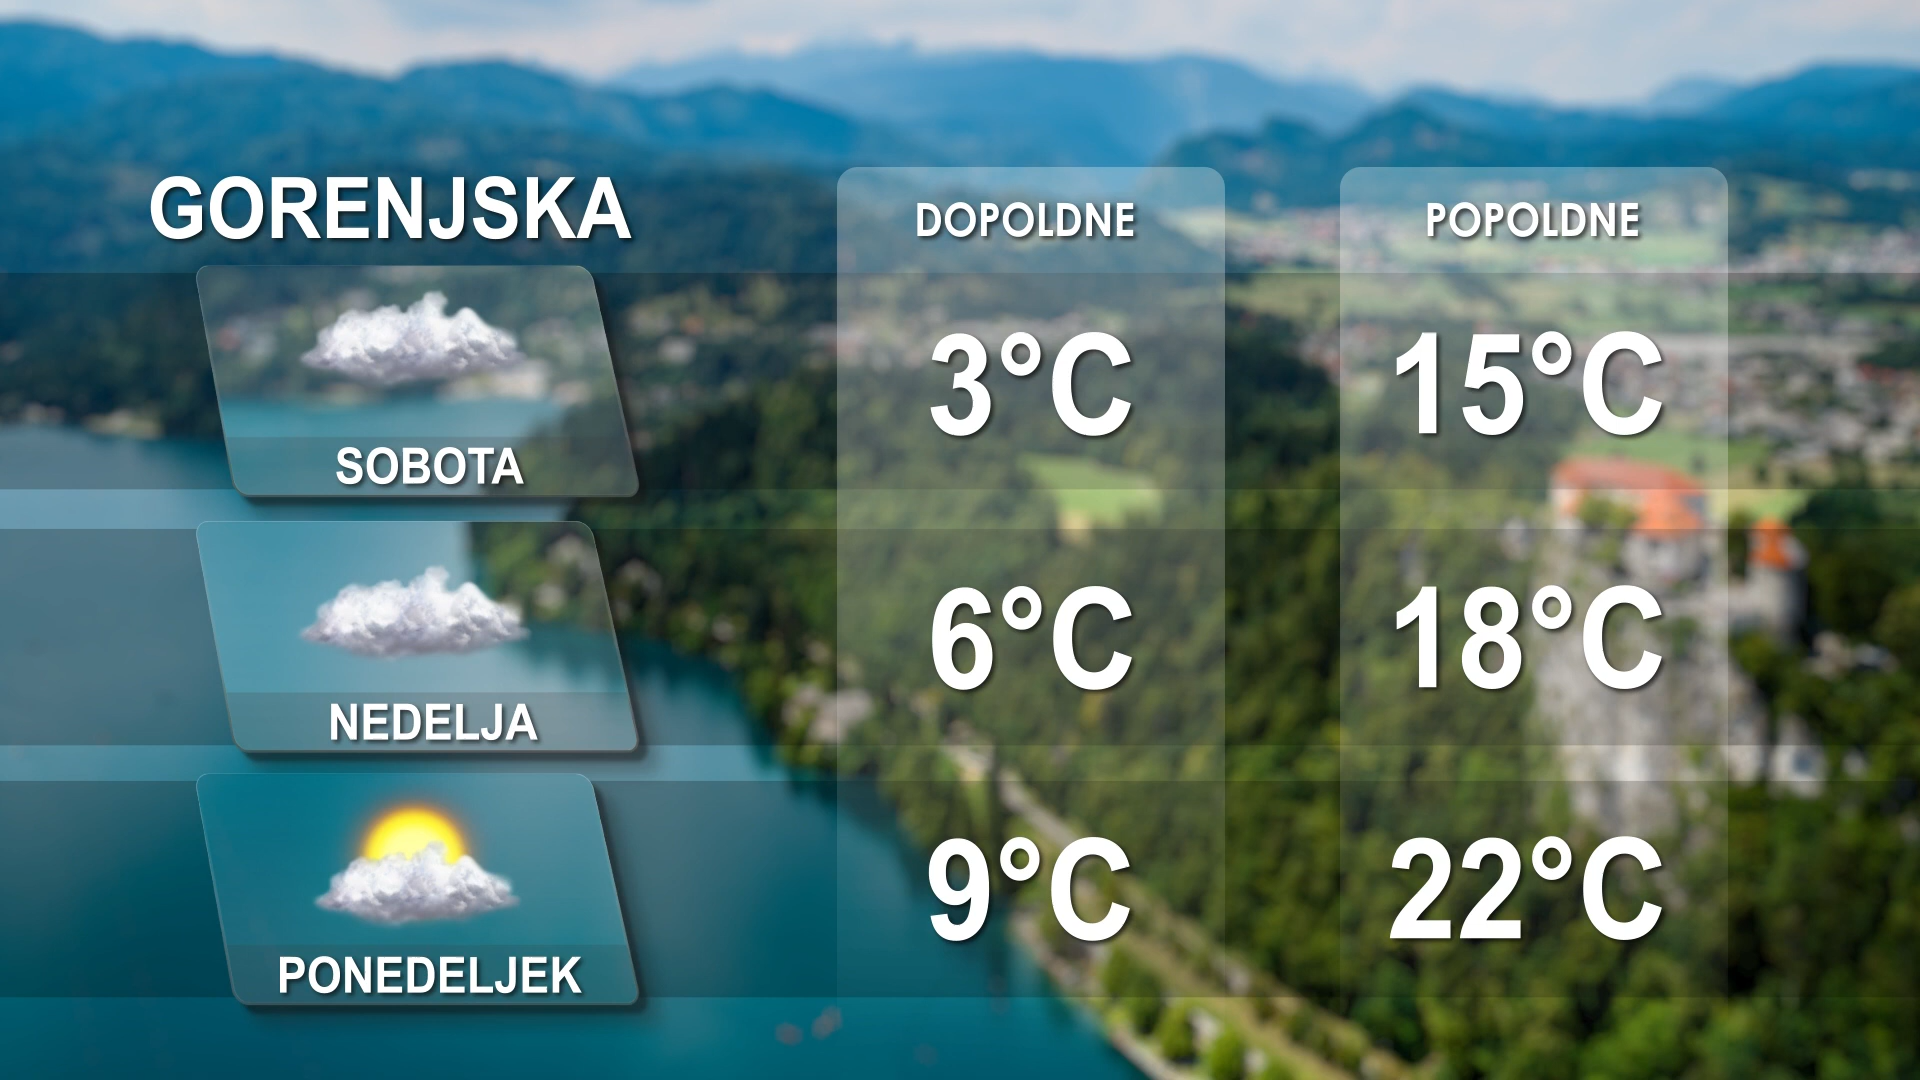 GORENJSKA
DOPOLDNE
POPOLDNE
SOBOTA
3°C
15°C
NEDELJA
6°C
18°C
PONEDELJEK
9°C
22°C